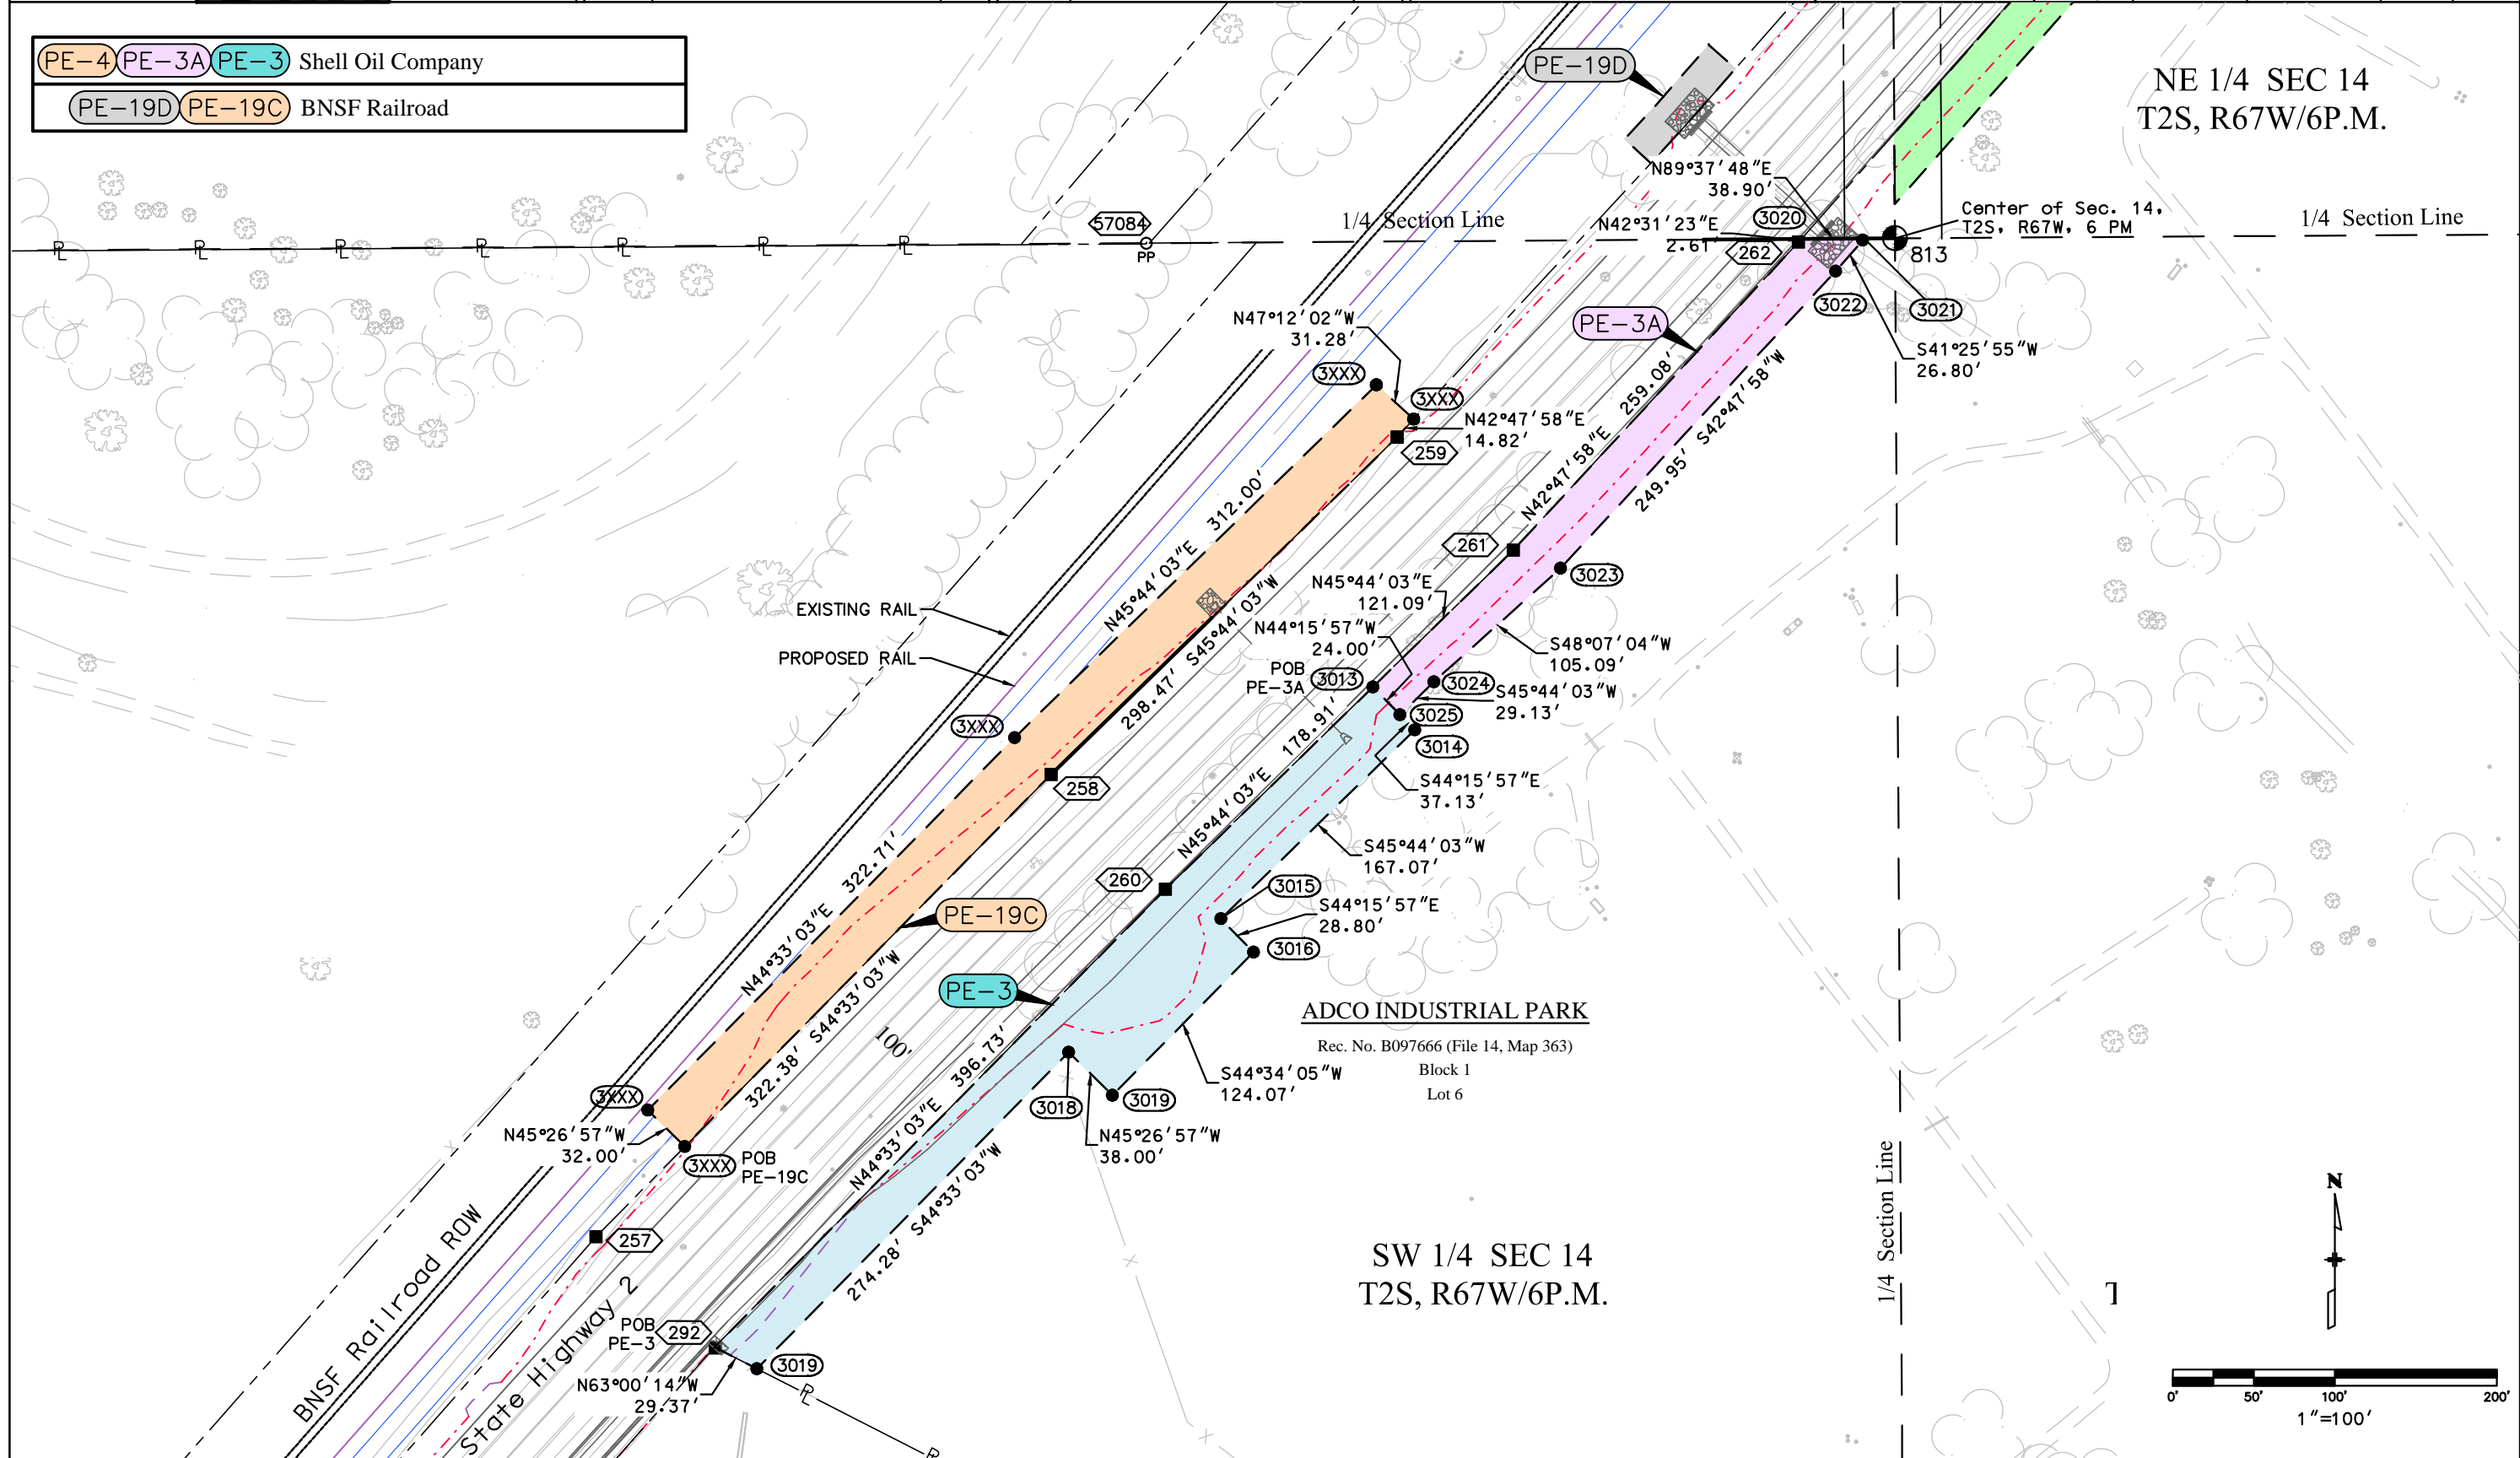 PE-4 PE-3A PE-3 Shell Oil Company
PE-19D PE-19C BNSF Railroad
PE-19D
NE 1/4 SEC 14
T2S, R67W/6P.M.
N89°37'48"E
38.90'
N42°31'23"E
2.61'
3020
262
Center of Sec. 14,
T2S, R67W, 6 PM
813
1/4 Section Line
1/4 Section Line
57084
PP
PL
PL
PL
PL
PL
PL
PL
3022
3021
S41°25'55"W
26.80'
PE-3A
N47°12'02"W
31.28'
3XXX
3XXX
N42°47'58"E
14.82'
259
259.08'
N42°47'58"E
249.95' S42°47'58"W
312.00'
N45°44'03"E
261
3023
N45°44'03"E
121.09'
N44°15'57"W
24.00'
POB
PE-3A
3013
S48°07'04"W
105.09'
3024
S45°44'03"W
29.13'
3025
3014
EXISTING RAIL
PROPOSED RAIL
298.47' S45°44'03"W
3XXX
258
178.91'
N45°44'03"E
S44°15'57"E
37.13'
S45°44'03"W
167.07'
260
3015
S44°15'57"E
28.80'
3016
322.71'
N44°33'03"E
PE-19C
322.38' S44°33'03"W
PE-3
100'
ADCO INDUSTRIAL PARK
Rec. No. B097666 (File 14, Map 363)
Block 1
Lot 6
396.73'
N44°33'03"E
S44°34'05"W
124.07'
3018
3019
N45°26'57"W
38.00'
3XXX
N45°26'57"W
32.00'
3XXX
POB
PE-19C
257
274.28' S44°33'03"W
BNSF Railroad ROW
State Highway 2
POB
PE-3
292
3019
N63°00'14"W
29.37'
PL
PL
SW 1/4 SEC 14
T2S, R67W/6P.M.
1/4 Section Line
N
0' 50' 100' 200'
1"=100'